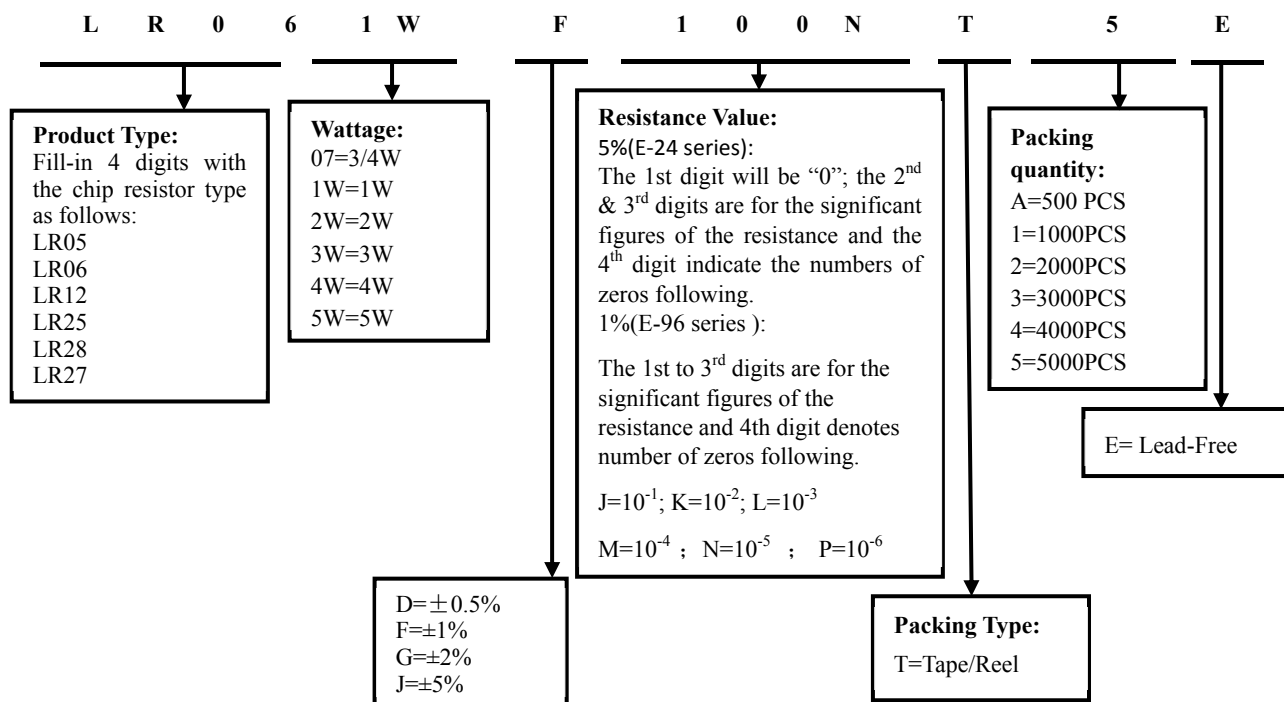 L R 0 6 1 W F 1 0 0 N T 5 E
Product Type:
Fill-in 4 digits with
the chip resistor type
as follows:
LR05
LR06
LR12
LR25
LR28
LR27
Wattage:
07=3/4W
1W=1W
2W=2W
3W=3W
4W=4W
5W=5W
D=±0.5%
F=±1%
G=±2%
J=±5%
Resistance Value:
5%(E-24 series):
The 1st digit will be “0”; the 2nd
& 3rd digits are for the significant
figures of the resistance and the
4th digit indicate the numbers of
zeros following.
1%(E-96 series ):
The 1st to 3rd digits are for the
significant figures of the
resistance and 4th digit denotes
number of zeros following.
J=10-1; K=10-2; L=10-3
M=10-4 ; N=10-5 ; P=10-6
Packing Type:
T=Tape/Reel
Packing
quantity:
A=500 PCS
1=1000PCS
2=2000PCS
3=3000PCS
4=4000PCS
5=5000PCS
E= Lead-Free